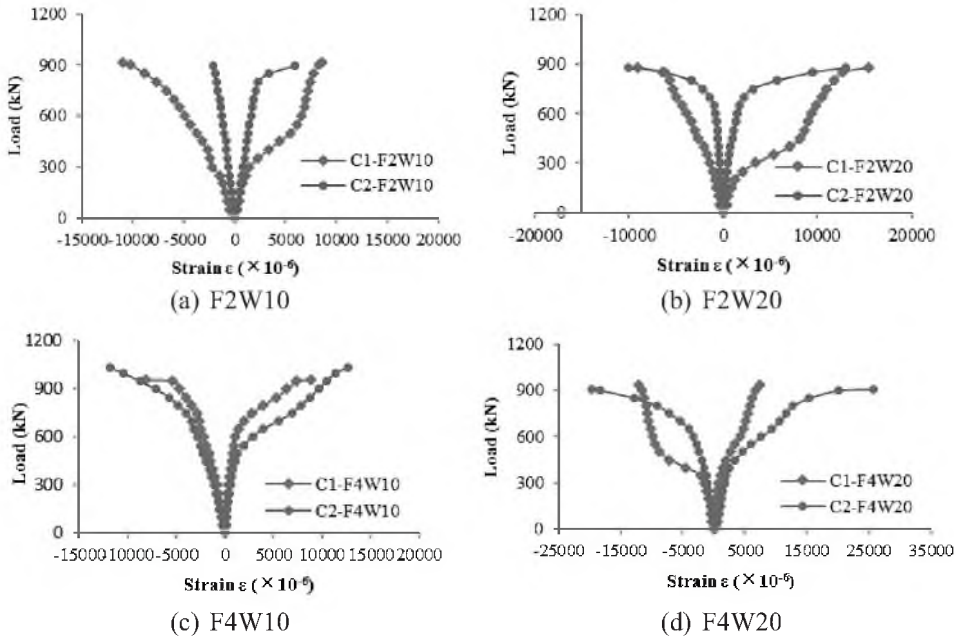 1200
900
600
300
0
Load (kN)
C1-F2W10
C2-F2W10
-15000 -10000 -5000 0 5000 10000 15000 20000
Strain ε (×10⁻⁶)
(a) F2W10
1200
900
600
300
0
Load (kN)
C1-F2W20
C2-F2W20
-20000 -10000 0 10000 20000
Strain ε (×10⁻⁶)
(b) F2W20
1200
900
600
300
0
Load (kN)
C1-F4W10
C2-F4W10
-15000 -10000 -5000 0 5000 10000 15000 20000
Strain ε (×10⁻⁶)
(c) F4W10
1200
900
600
300
0
Load (kN)
C1-F4W20
C2-F4W20
-25000 -15000 -5000 5000 15000 25000 35000
Strain ε (×10⁻⁶)
(d) F4W20